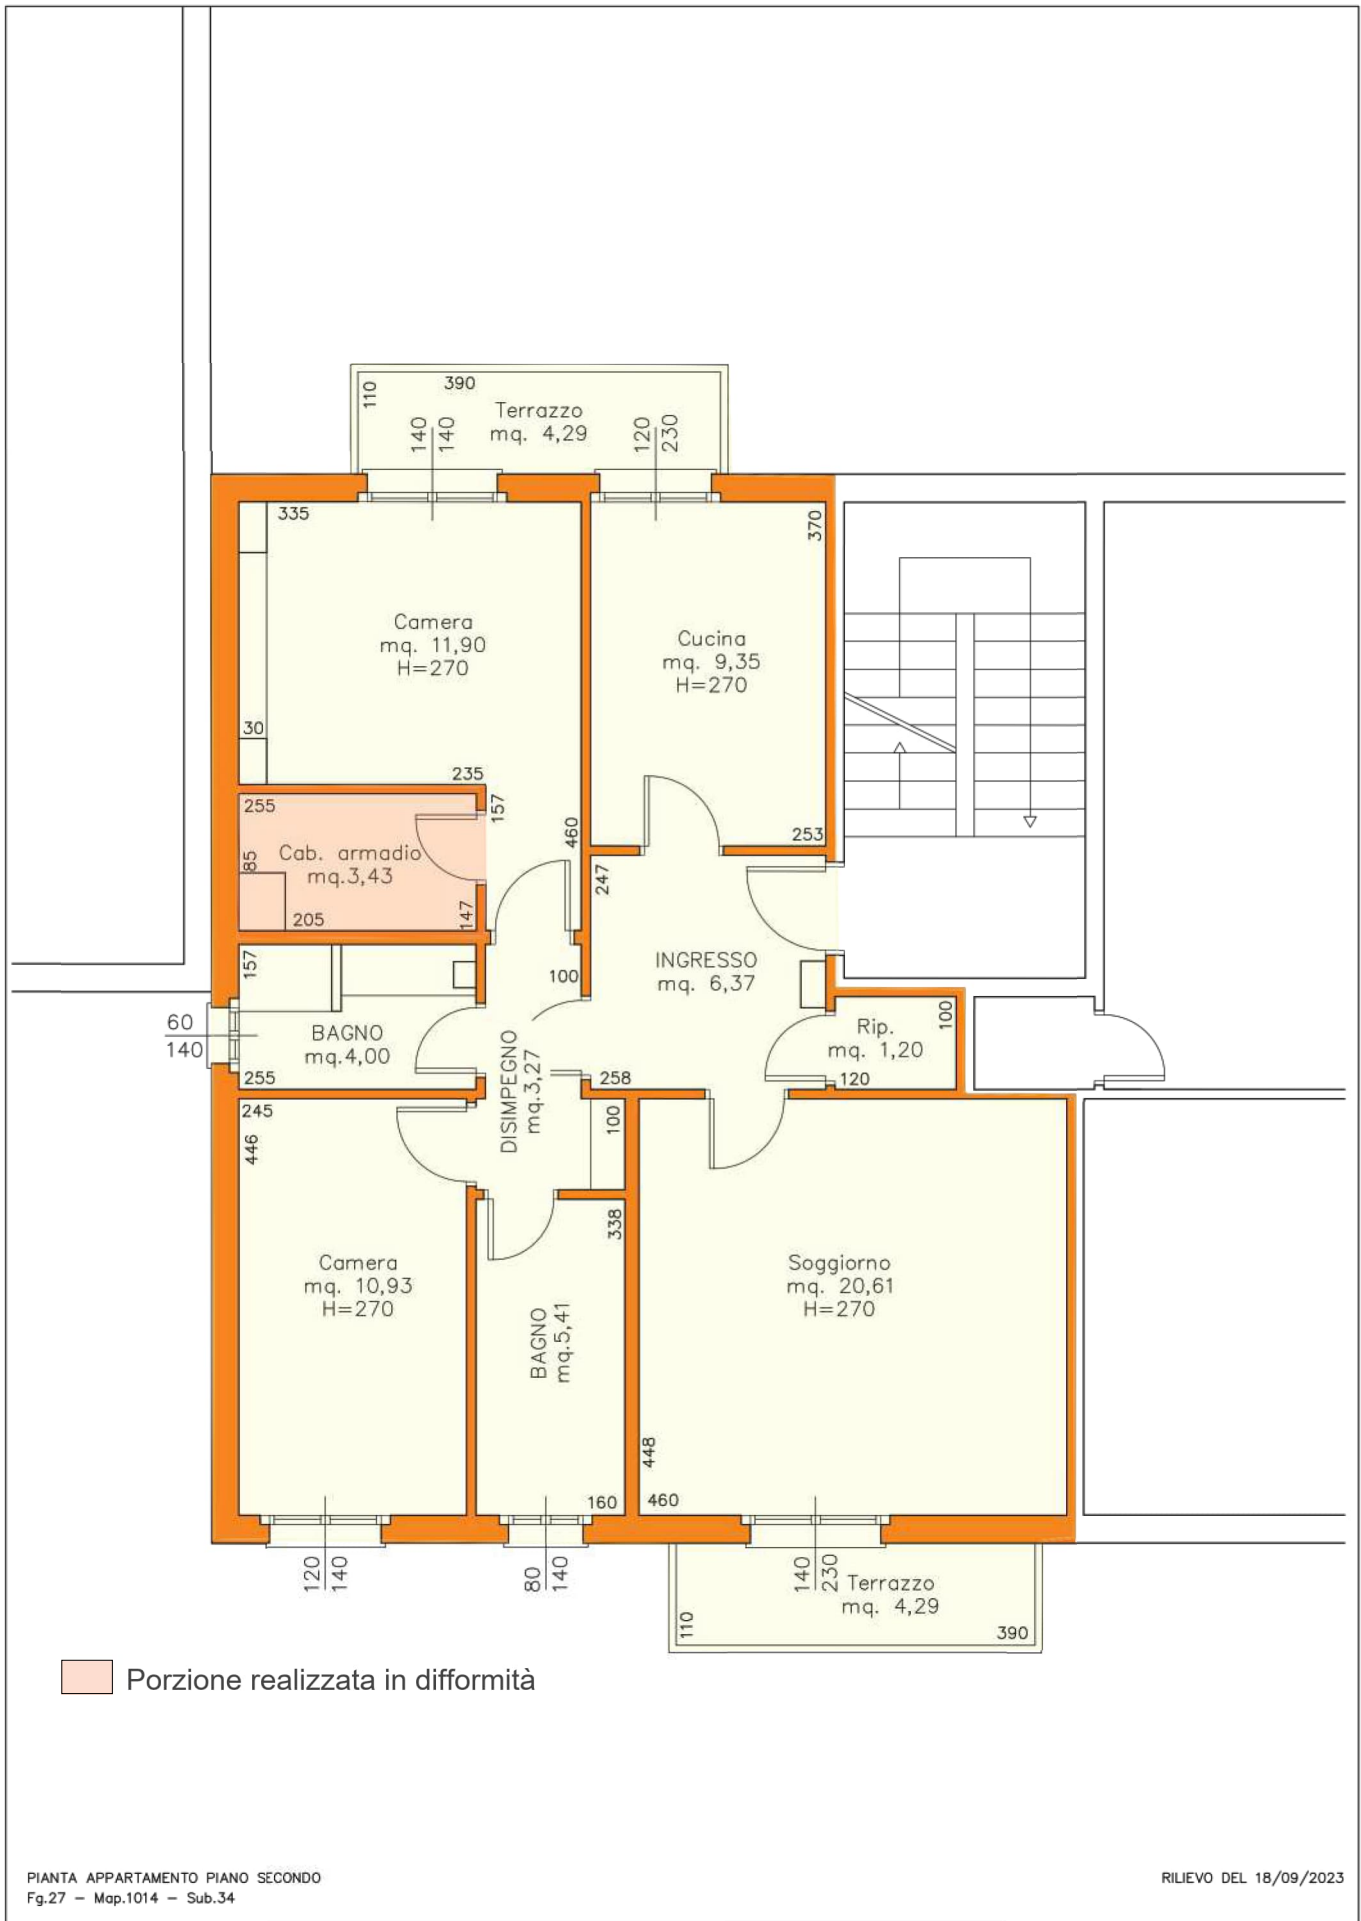 110
390
Terrazzo
mq. 4,29
140
140
120
230
335
370
Camera
mq. 11,90
H=270
Cucina
mq. 9,35
H=270
30
235
255
157
460
253
85
Cab. armadio
mq.3,43
205
147
247
157
100
INGRESSO
mq. 6,37
60
140
BAGNO
mq.4,00
255
DISIMPEGNO
mq.3,27
258
Rip.
mq. 1,20
100
120
245
446
100
338
Camera
mq. 10,93
H=270
BAGNO
mq.5,41
Soggiorno
mq. 20,61
H=270
448
160
460
120
140
80
140
140
230
Terrazzo
mq. 4,29
110
390
Porzione realizzata in difformità
PIANTA APPARTAMENTO PIANO SECONDO
Fg.27 – Map.1014 – Sub.34
RILIEVO DEL 18/09/2023